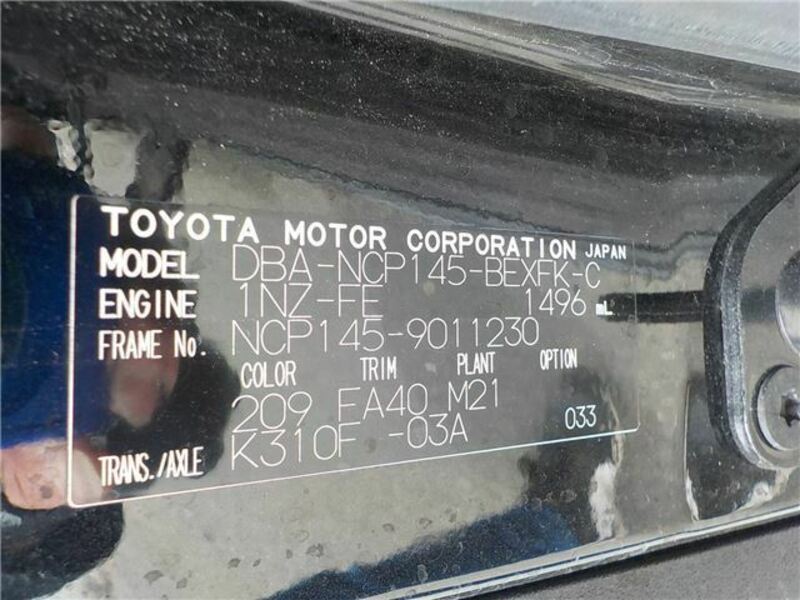 TOYOTA MOTOR CORPORATION JAPAN
MODEL DBA-NCP145-BEXFK-C
ENGINE 1NZ-FE 1496 mL
FRAME No. NCP145-9011230
COLOR TRIM PLANT OPTION
209 FA40 M21
TRANS./AXLE K310F -03A 033